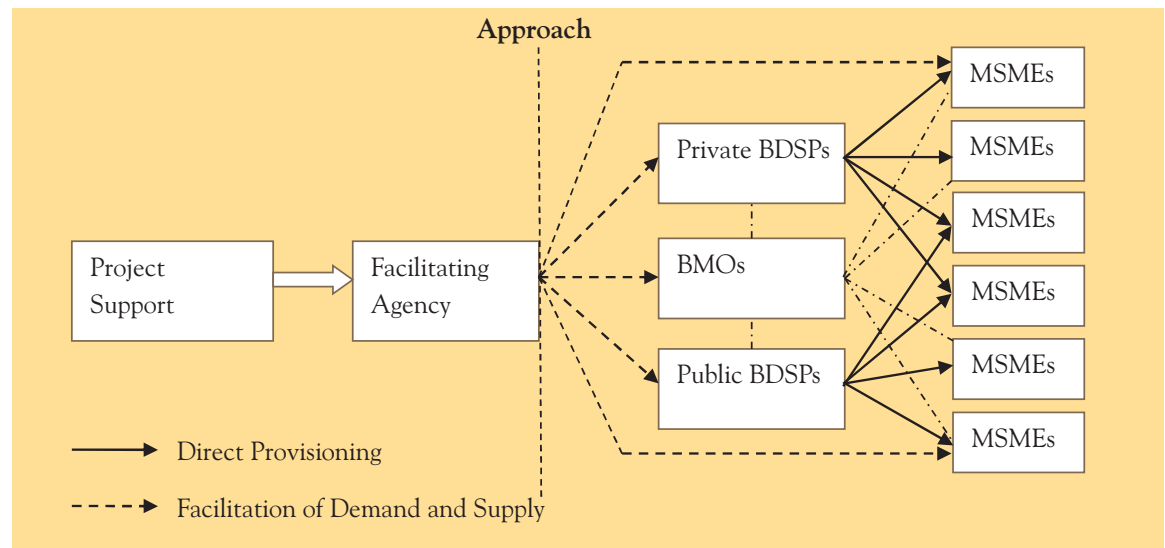 Approach
Project
Support
Facilitating
Agency
Private BDSPs
BMOs
Public BDSPs
MSMEs
MSMEs
MSMEs
MSMEs
MSMEs
MSMEs
Direct Provisioning
Facilitation of Demand and Supply